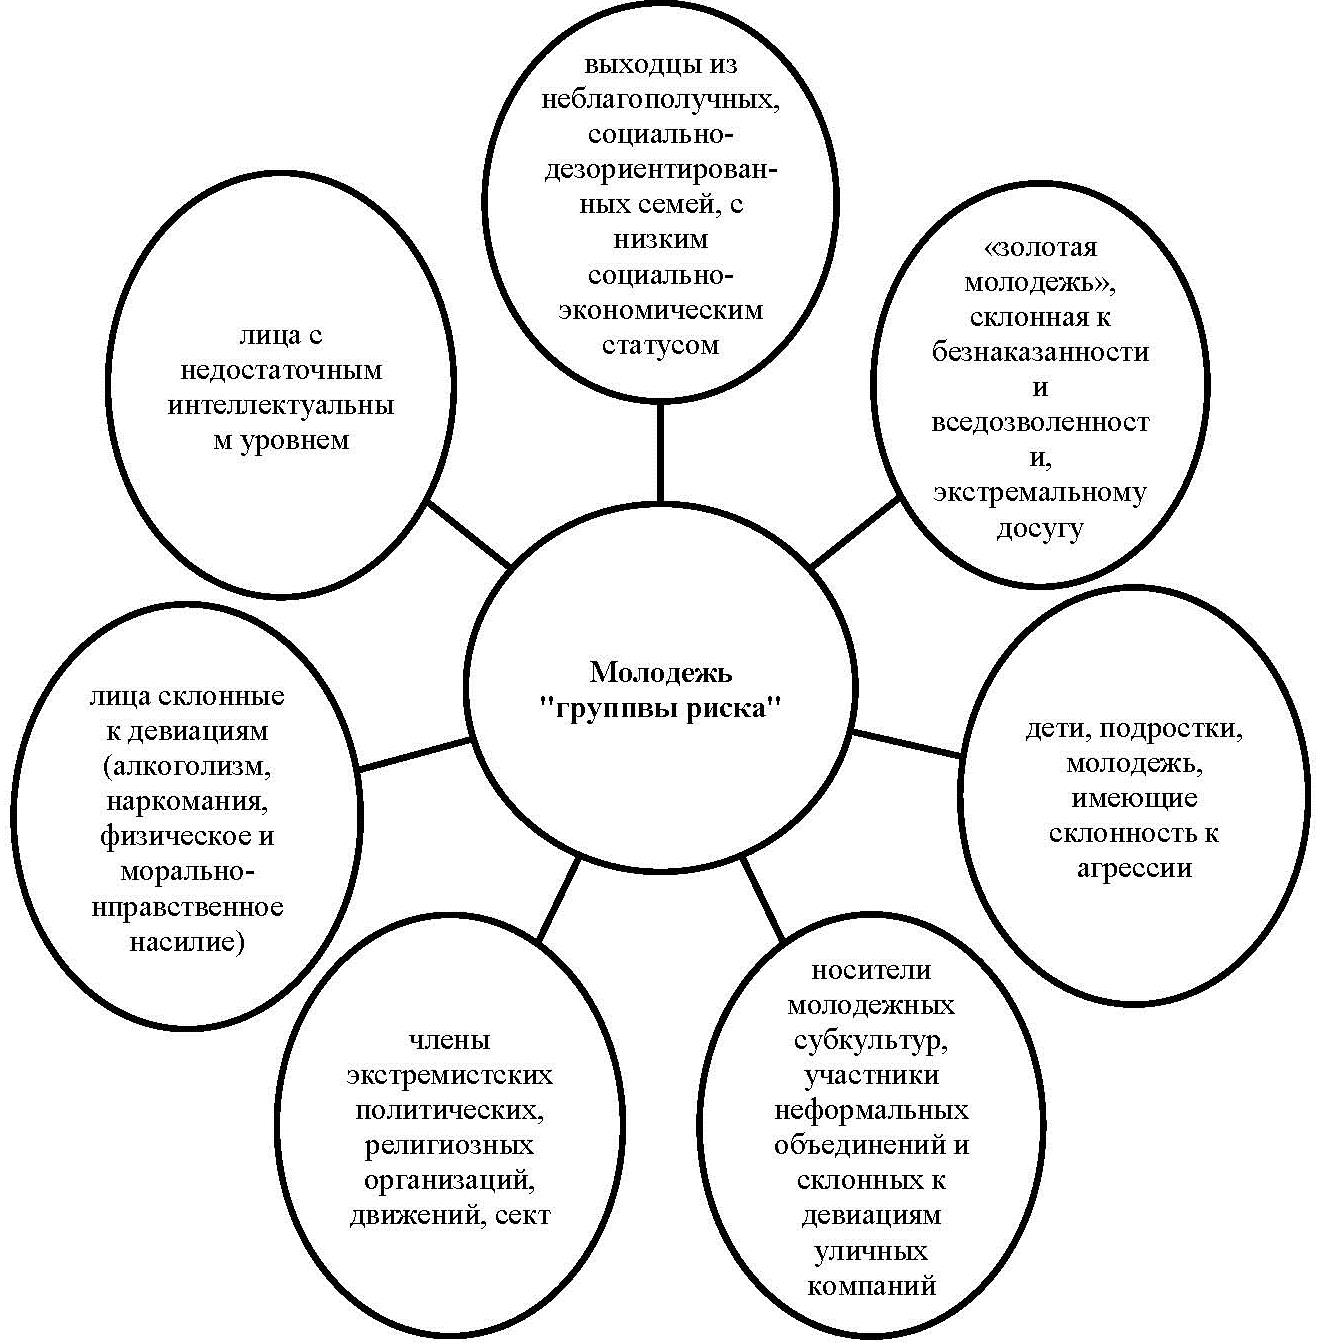 выходцы из
неблагополучных,
социально-
дезориентирован-
ных семей, с
низким
социально-
экономическим
статусом
«золотая
молодежь»,
склонная к
безнаказанности
и
вседозволенност
и,
экстремальному
досугу
дети, подростки,
молодежь,
имеющие
склонность к
агрессии
носители
молодежных
субкультур,
участники
неформальных
объединений и
склонных к
девиациям
уличных
компаний
члены
экстремистских
политических,
религиозных
организаций,
движений, сект
лица склонные
к девиациям
(алкоголизм,
наркомания,
физическое и
морально-
нправственное
насилие)
лица с
недостаточным
интеллектуальны
м уровнем
Молодежь
"группвы риска"